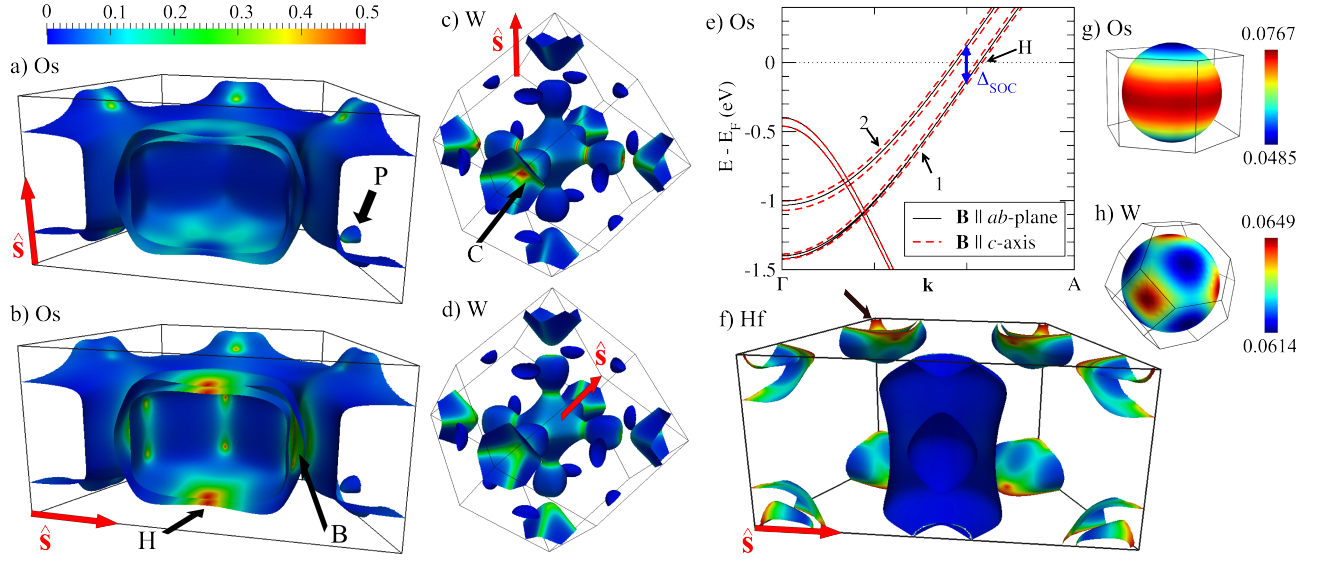 0 0.1 0.2 0.3 0.4 0.5
a) Os
ŝ
P
b) Os
ŝ
H
B
c) W
ŝ
C
d) W
ŝ
e) Os
E - E_F (eV)
0
-0.5
-1
-1.5
Γ k A
H
Δ_SOC
2
1
B || ab-plane
B || c-axis
f) Hf
ŝ
g) Os
0.0767
0.0485
h) W
0.0649
0.0614